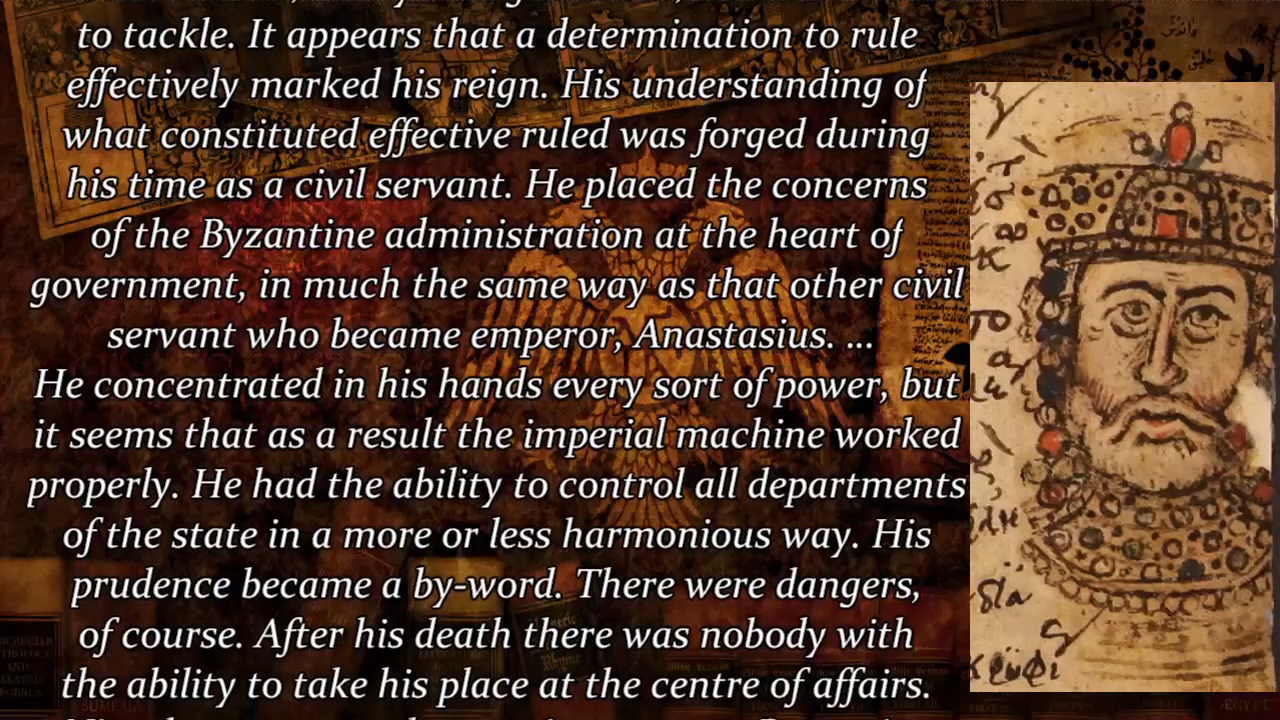 to tackle. It appears that a determination to rule
effectively marked his reign. His understanding of
what constituted effective ruled was forged during
his time as a civil servant. He placed the concerns
of the Byzantine administration at the heart of
government, in much the same way as that other civil
servant who became emperor, Anastasius. ...
He concentrated in his hands every sort of power, but
it seems that as a result the imperial machine worked
properly. He had the ability to control all departments
of the state in a more or less harmonious way. His
prudence became a by-word. There were dangers,
of course. After his death there was nobody with
the ability to take his place at the centre of affairs.